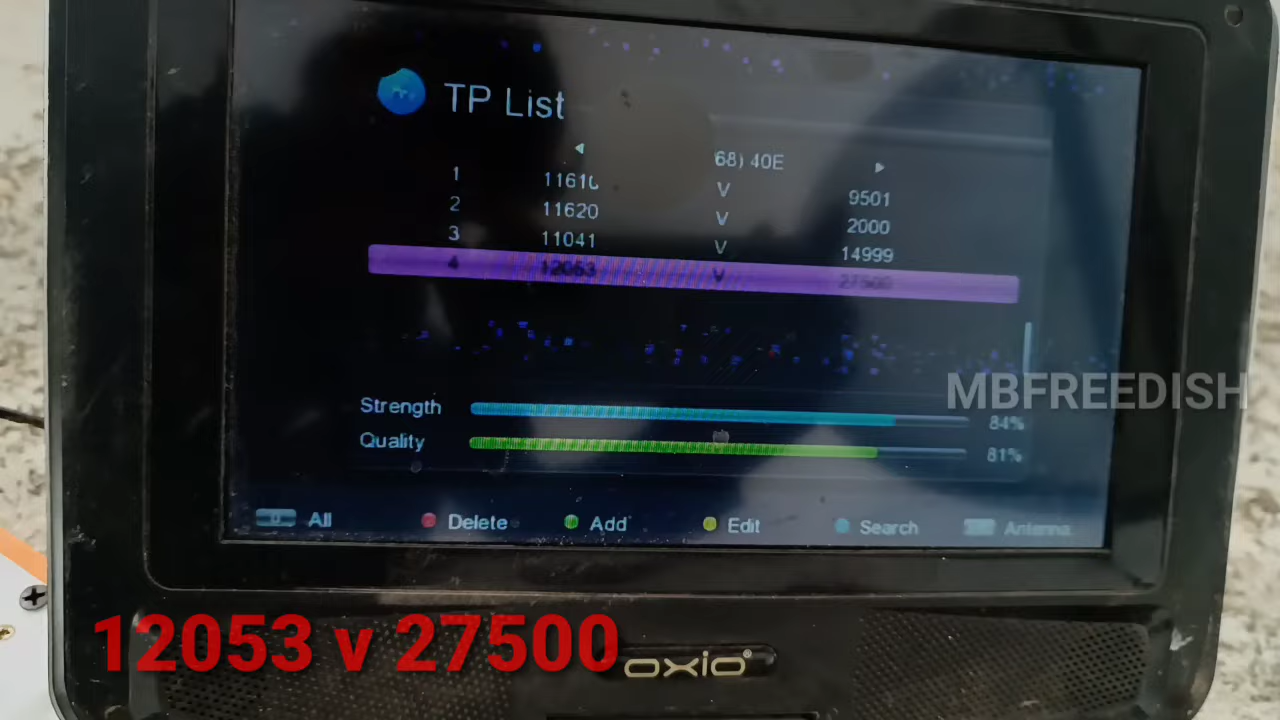 TP List
68) 40E
1 11610 V 9501
2 11620 V 2000
3 11041 V 14999
4 12053 V 27500
Strength 84%
Quality 81%
MBFREEDISH
0 All Delete Add Edit Search Antenna
12053 v 27500
oxio®